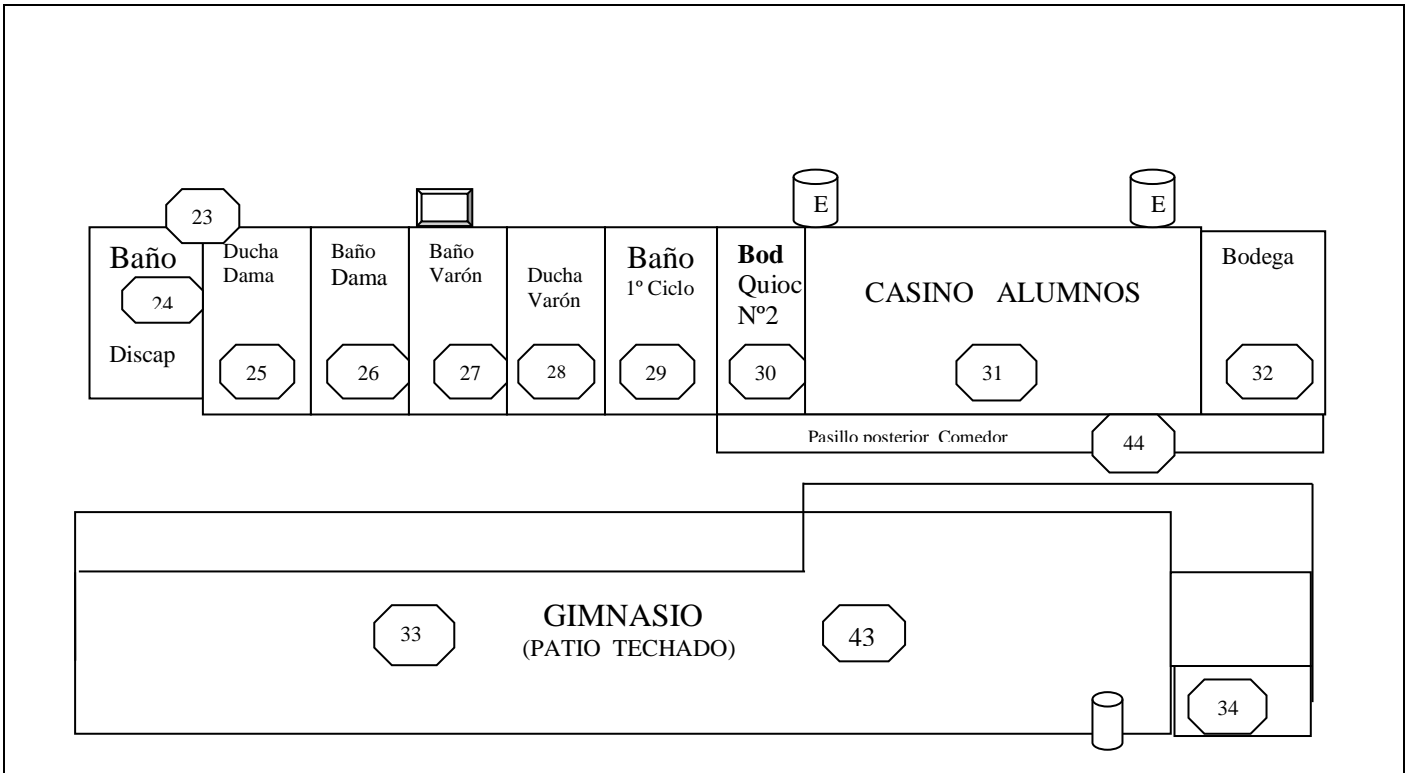 E
E
23
Baño
24
Discap
Ducha
Dama
25
Baño
Dama
26
Baño
Varón
27
Ducha
Varón
28
Baño
1º Ciclo
29
Bod
Quioc
Nº2
30
CASINO ALUMNOS
31
Bodega
32
Pasillo posterior Comedor
44
33
GIMNASIO
(PATIO TECHADO)
43
34